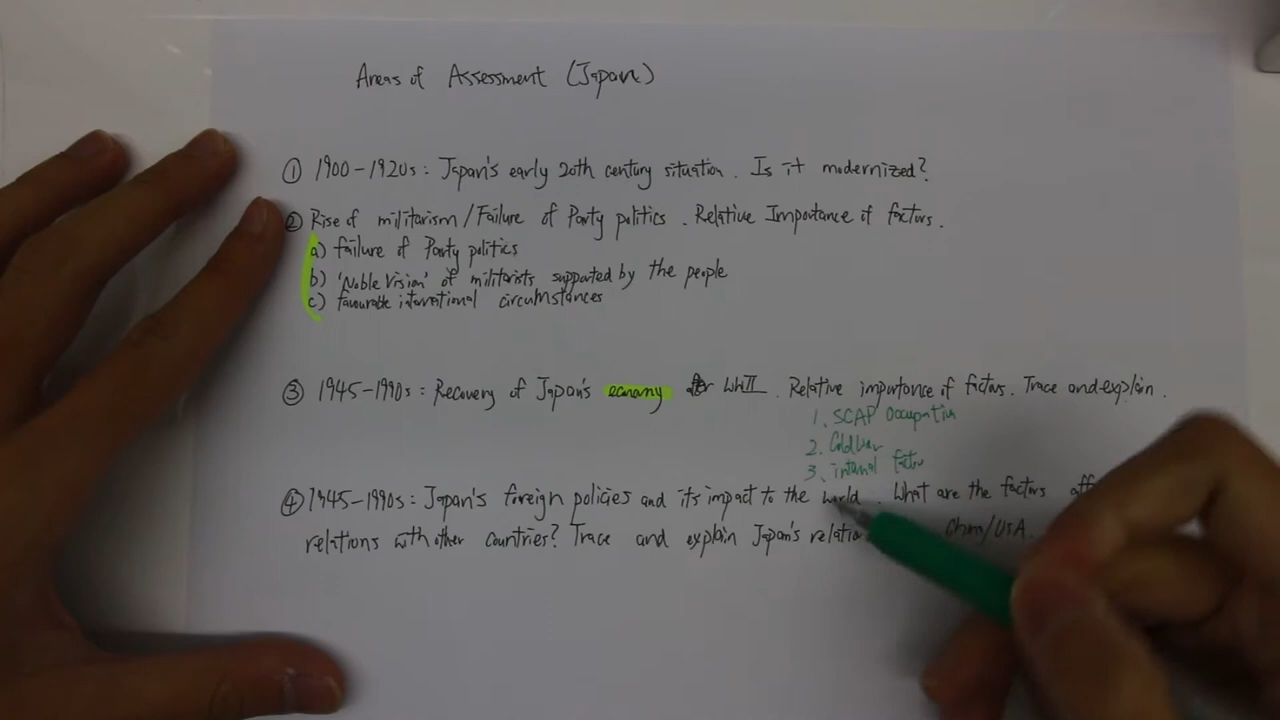 Areas of Assessment (Japan)
① 1900-1920s: Japan's early 20th century situation. Is it modernized?
② Rise of militarism/Failure of Party politics. Relative Importance of factors.
a) failure of Party politics
b) 'Noble Vision' of militarists supported by the people
c) favourable international circumstances
③ 1945-1990s: Recovery of Japan's economy after WWII. Relative importance of factors. Trace and explain.
1. SCAP Occupation
2. Cold War
3. internal factor
④ 1945-1990s: Japan's foreign policies and its impact to the world. What are the factors
relations with other countries? Trace and explain Japan's China/USA.